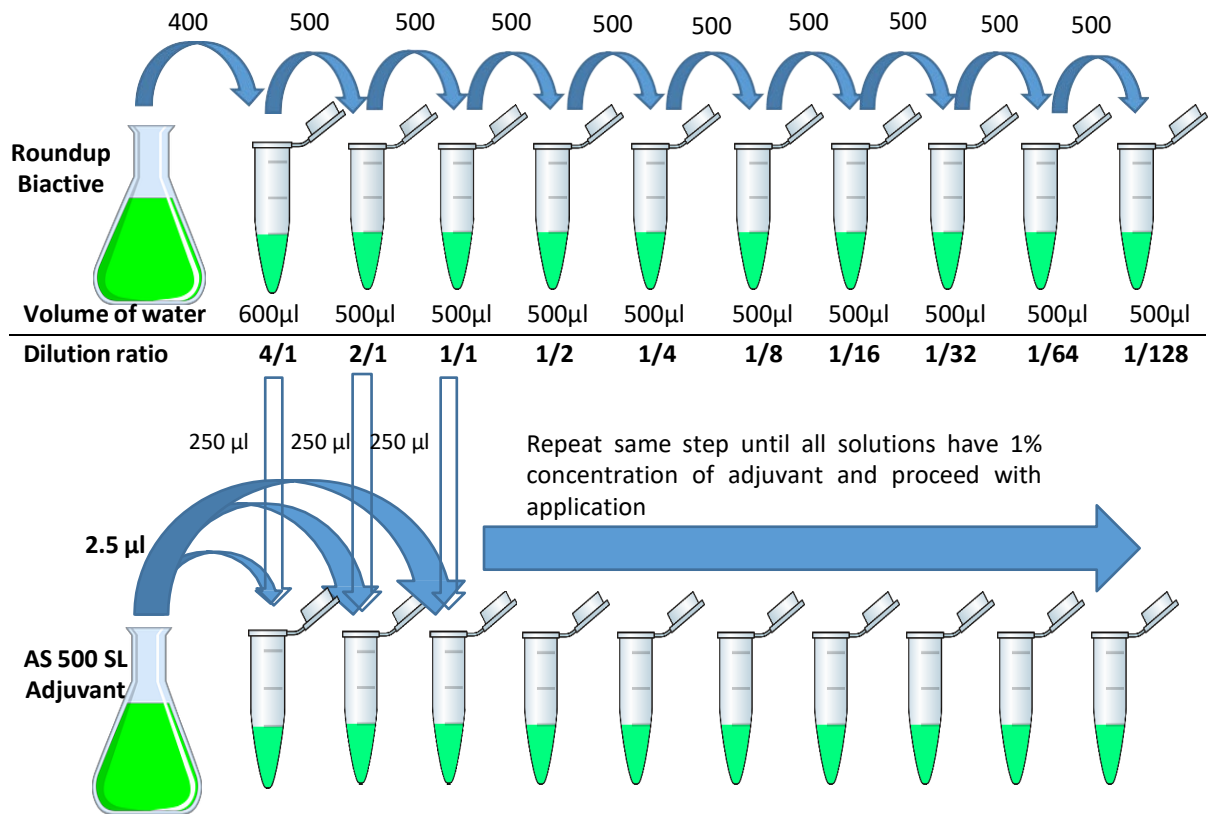 400 500 500 500 500 500 500 500 500 500
Roundup
Biactive
Volume of water 600µl 500µl 500µl 500µl 500µl 500µl 500µl 500µl 500µl 500µl
Dilution ratio 4/1 2/1 1/1 1/2 1/4 1/8 1/16 1/32 1/64 1/128
250 µl 250 µl 250 µl
Repeat same step until all solutions have 1%
concentration of adjuvant and proceed with
application
2.5 µl
AS 500 SL
Adjuvant